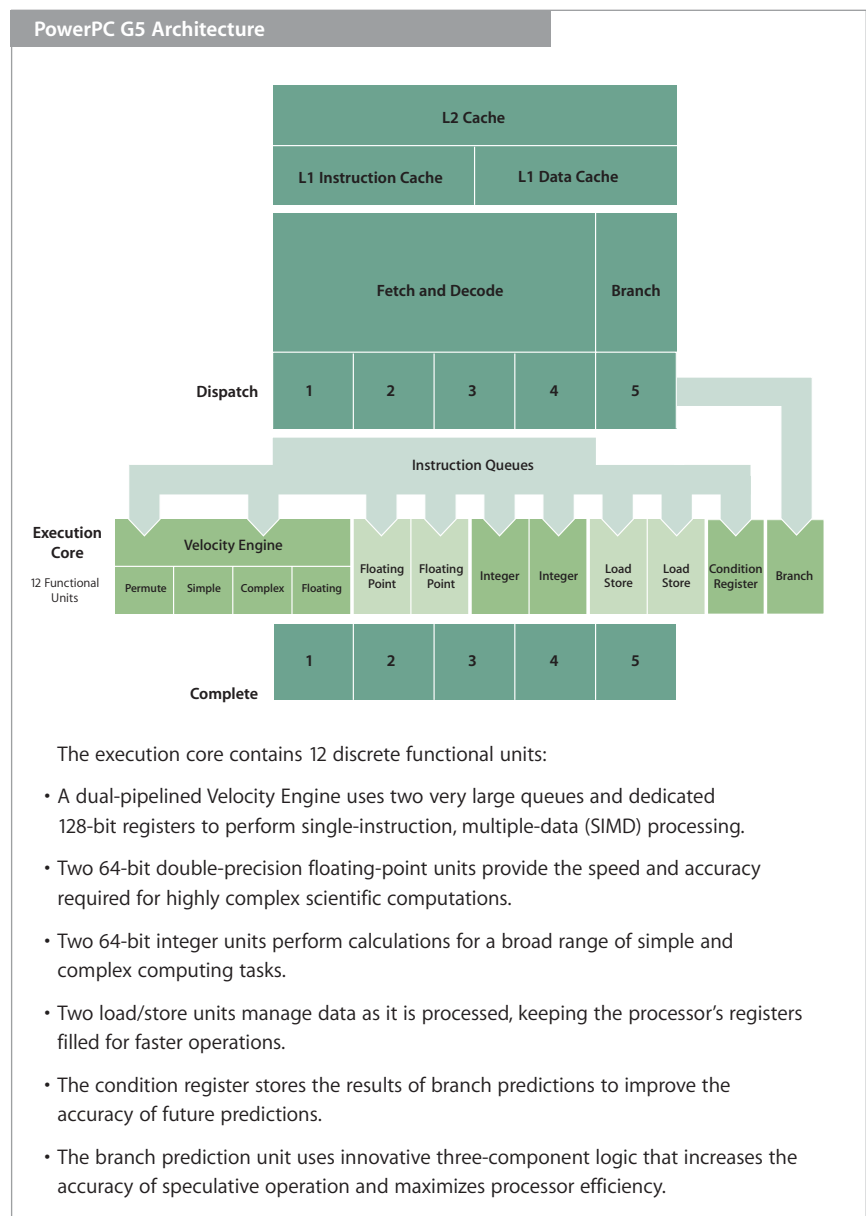 PowerPC G5 Architecture
L2 Cache
L1 Instruction Cache
L1 Data Cache
Fetch and Decode
Branch
Dispatch
1
2
3
4
5
Instruction Queues
Execution
Core
12 Functional
Units
Velocity Engine
Permute
Simple
Complex
Floating
Floating
Point
Floating
Point
Integer
Integer
Load
Store
Load
Store
Condition
Register
Branch
Complete
1
2
3
4
5
The execution core contains 12 discrete functional units:
• A dual-pipelined Velocity Engine uses two very large queues and dedicated
128-bit registers to perform single-instruction, multiple-data (SIMD) processing.
• Two 64-bit double-precision floating-point units provide the speed and accuracy
required for highly complex scientific computations.
• Two 64-bit integer units perform calculations for a broad range of simple and
complex computing tasks.
• Two load/store units manage data as it is processed, keeping the processor’s registers
filled for faster operations.
• The condition register stores the results of branch predictions to improve the
accuracy of future predictions.
• The branch prediction unit uses innovative three-component logic that increases the
accuracy of speculative operation and maximizes processor efficiency.